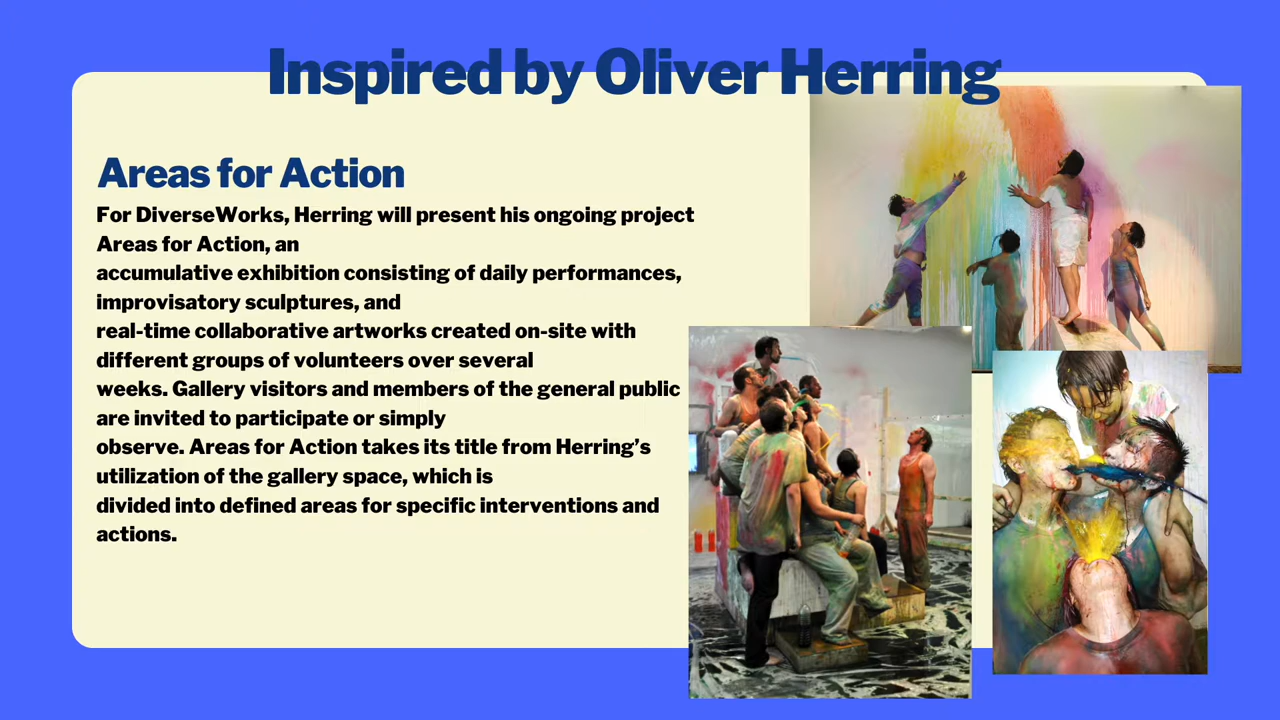 Inspired by Oliver Herring
Areas for Action
For DiverseWorks, Herring will present his ongoing project
Areas for Action, an
accumulative exhibition consisting of daily performances,
improvisatory sculptures, and
real-time collaborative artworks created on-site with
different groups of volunteers over several
weeks. Gallery visitors and members of the general public
are invited to participate or simply
observe. Areas for Action takes its title from Herring’s
utilization of the gallery space, which is
divided into defined areas for specific interventions and
actions.